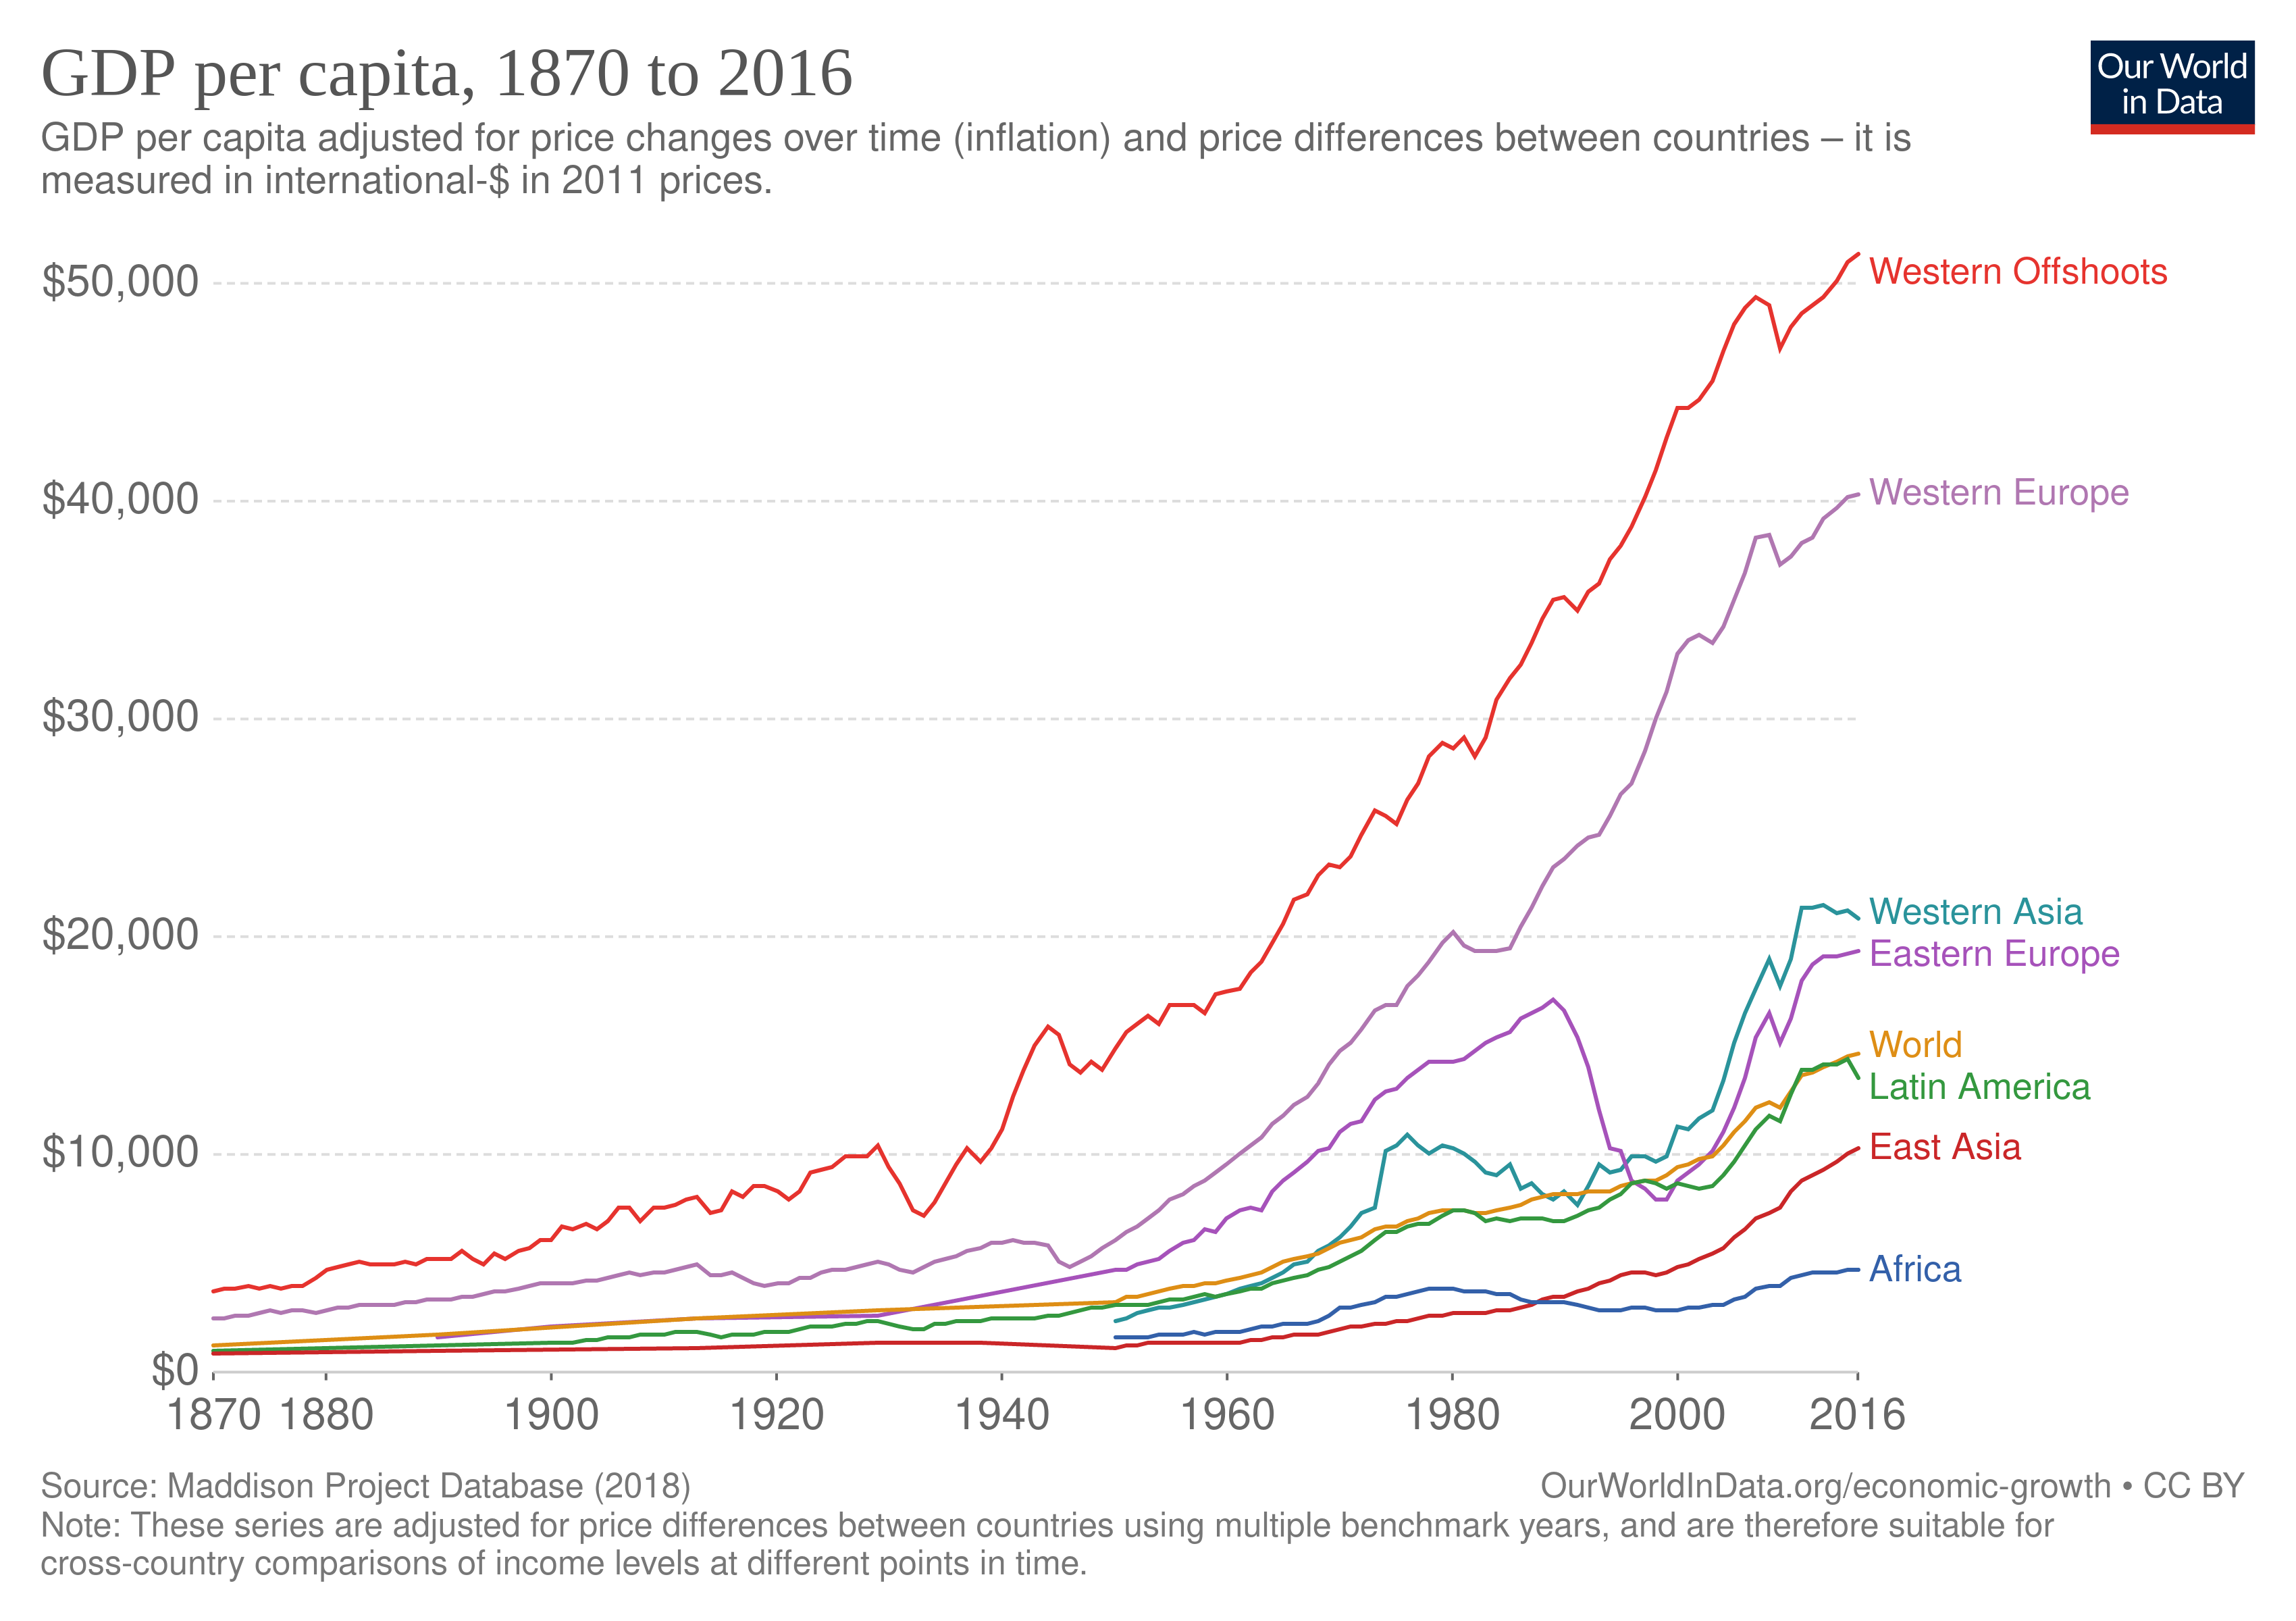 GDP per capita, 1870 to 2016
Our World
in Data
GDP per capita adjusted for price changes over time (inflation) and price differences between countries – it is
measured in international-$ in 2011 prices.
$50,000
$40,000
$30,000
$20,000
$10,000
$0
Western Offshoots
Western Europe
Western Asia
Eastern Europe
World
Latin America
East Asia
Africa
1870 1880 1900 1920 1940 1960 1980 2000 2016
Source: Maddison Project Database (2018)
OurWorldInData.org/economic-growth • CC BY
Note: These series are adjusted for price differences between countries using multiple benchmark years, and are therefore suitable for
cross-country comparisons of income levels at different points in time.